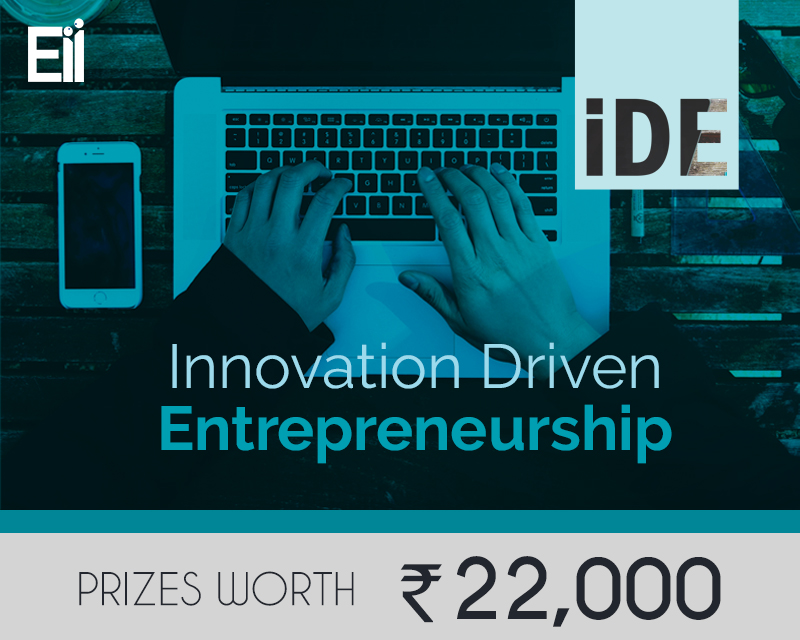 Eii
iDE
Innovation Driven
Entrepreneurship
PRIZES WORTH ₹ 22,000